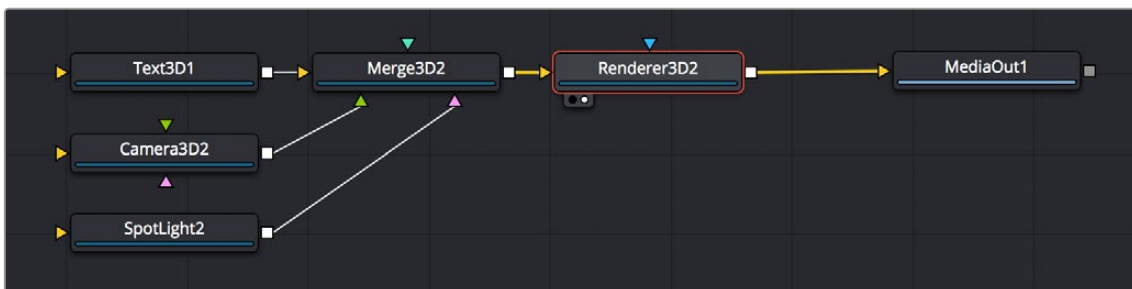 Text3D1
Merge3D2
Renderer3D2
MediaOut1
Camera3D2
SpotLight2